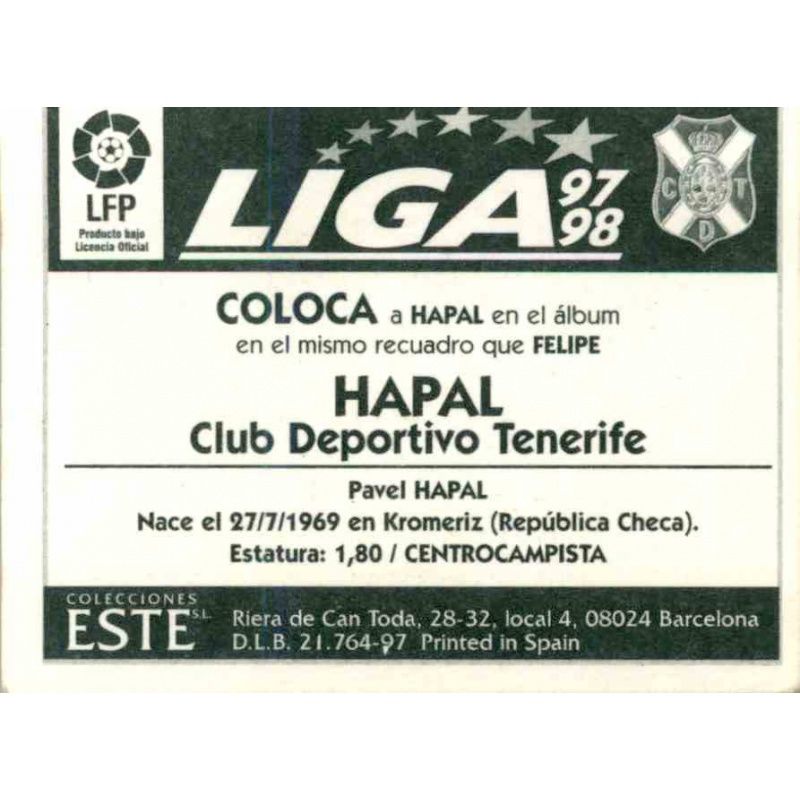 LFP
Producto bajo
Licencia Oficial
LIGA 97 98
C T
D
COLOCA a HAPAL en el álbum
en el mismo recuadro que FELIPE
HAPAL
Club Deportivo Tenerife
Pavel HAPAL
Nace el 27/7/1969 en Kromeriz (República Checa).
Estatura: 1,80 / CENTROCAMPISTA
COLECCIONES
ESTE S.L.
Riera de Can Toda, 28-32, local 4, 08024 Barcelona
D.L.B. 21.764-97 Printed in Spain